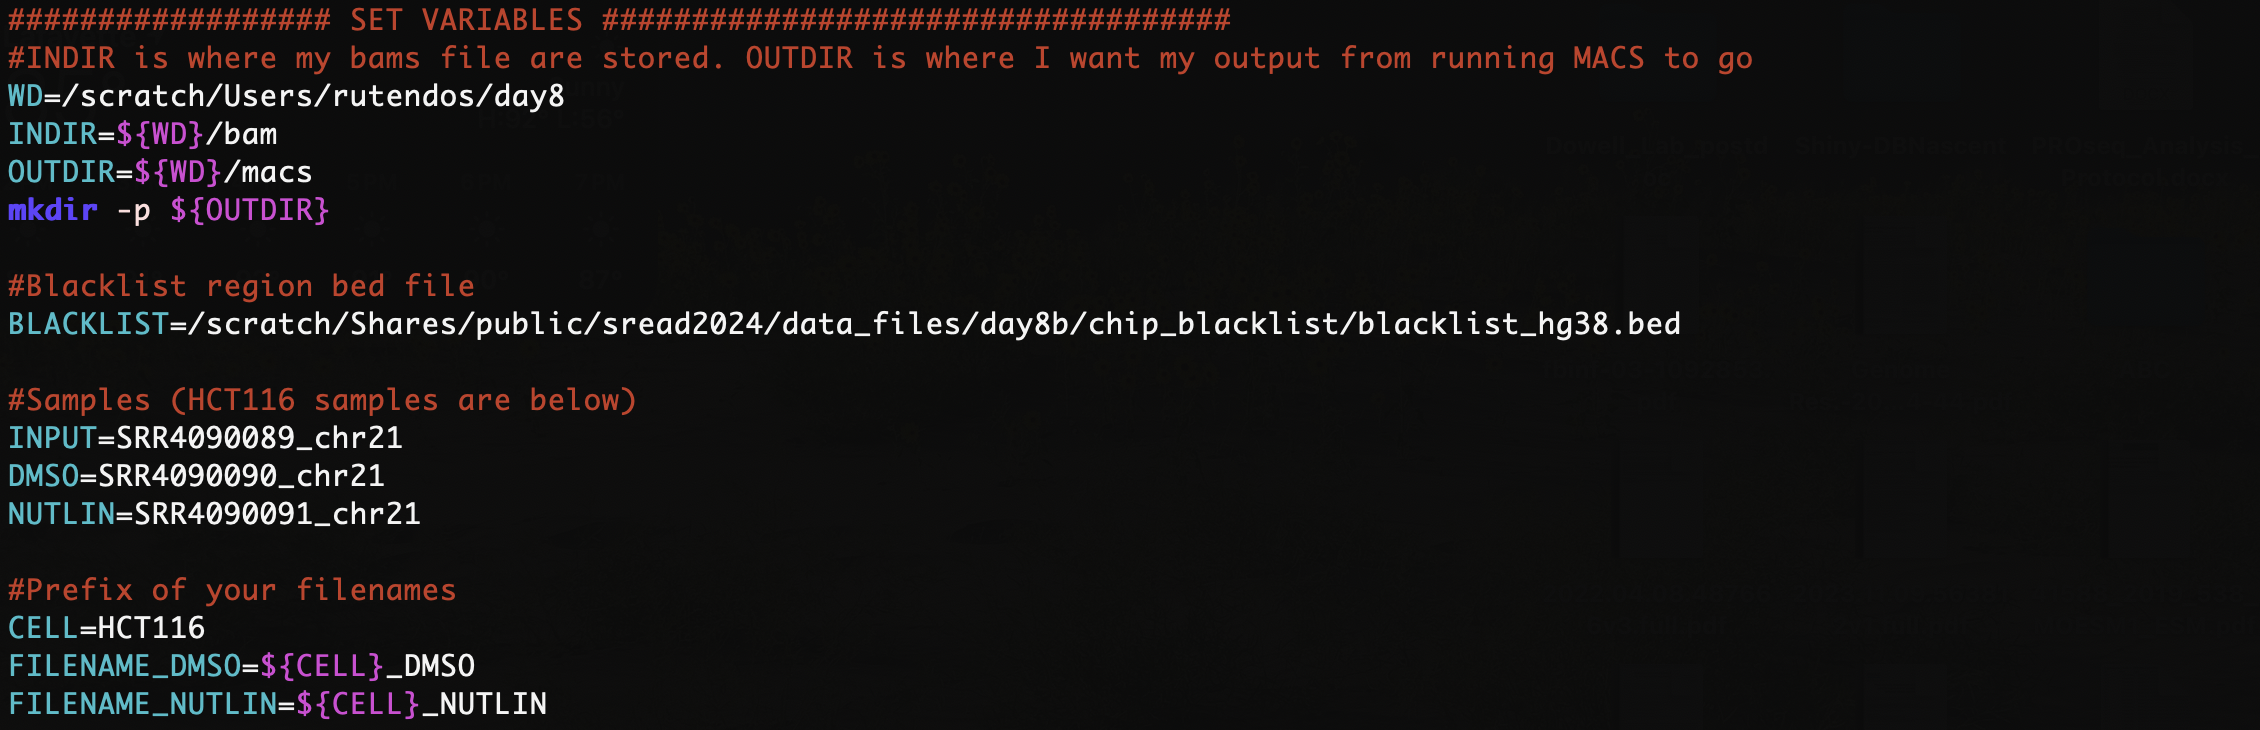 ################## SET VARIABLES ###################################
#INDIR is where my bams file are stored. OUTDIR is where I want my output from running MACS to go
WD=/scratch/Users/rutendos/day8
INDIR=${WD}/bam
OUTDIR=${WD}/macs
mkdir -p ${OUTDIR}

#Blacklist region bed file
BLACKLIST=/scratch/Shares/public/sread2024/data_files/day8b/chip_blacklist/blacklist_hg38.bed

#Samples (HCT116 samples are below)
INPUT=SRR4090089_chr21
DMSO=SRR4090090_chr21
NUTLIN=SRR4090091_chr21

#Prefix of your filenames
CELL=HCT116
FILENAME_DMSO=${CELL}_DMSO
FILENAME_NUTLIN=${CELL}_NUTLIN